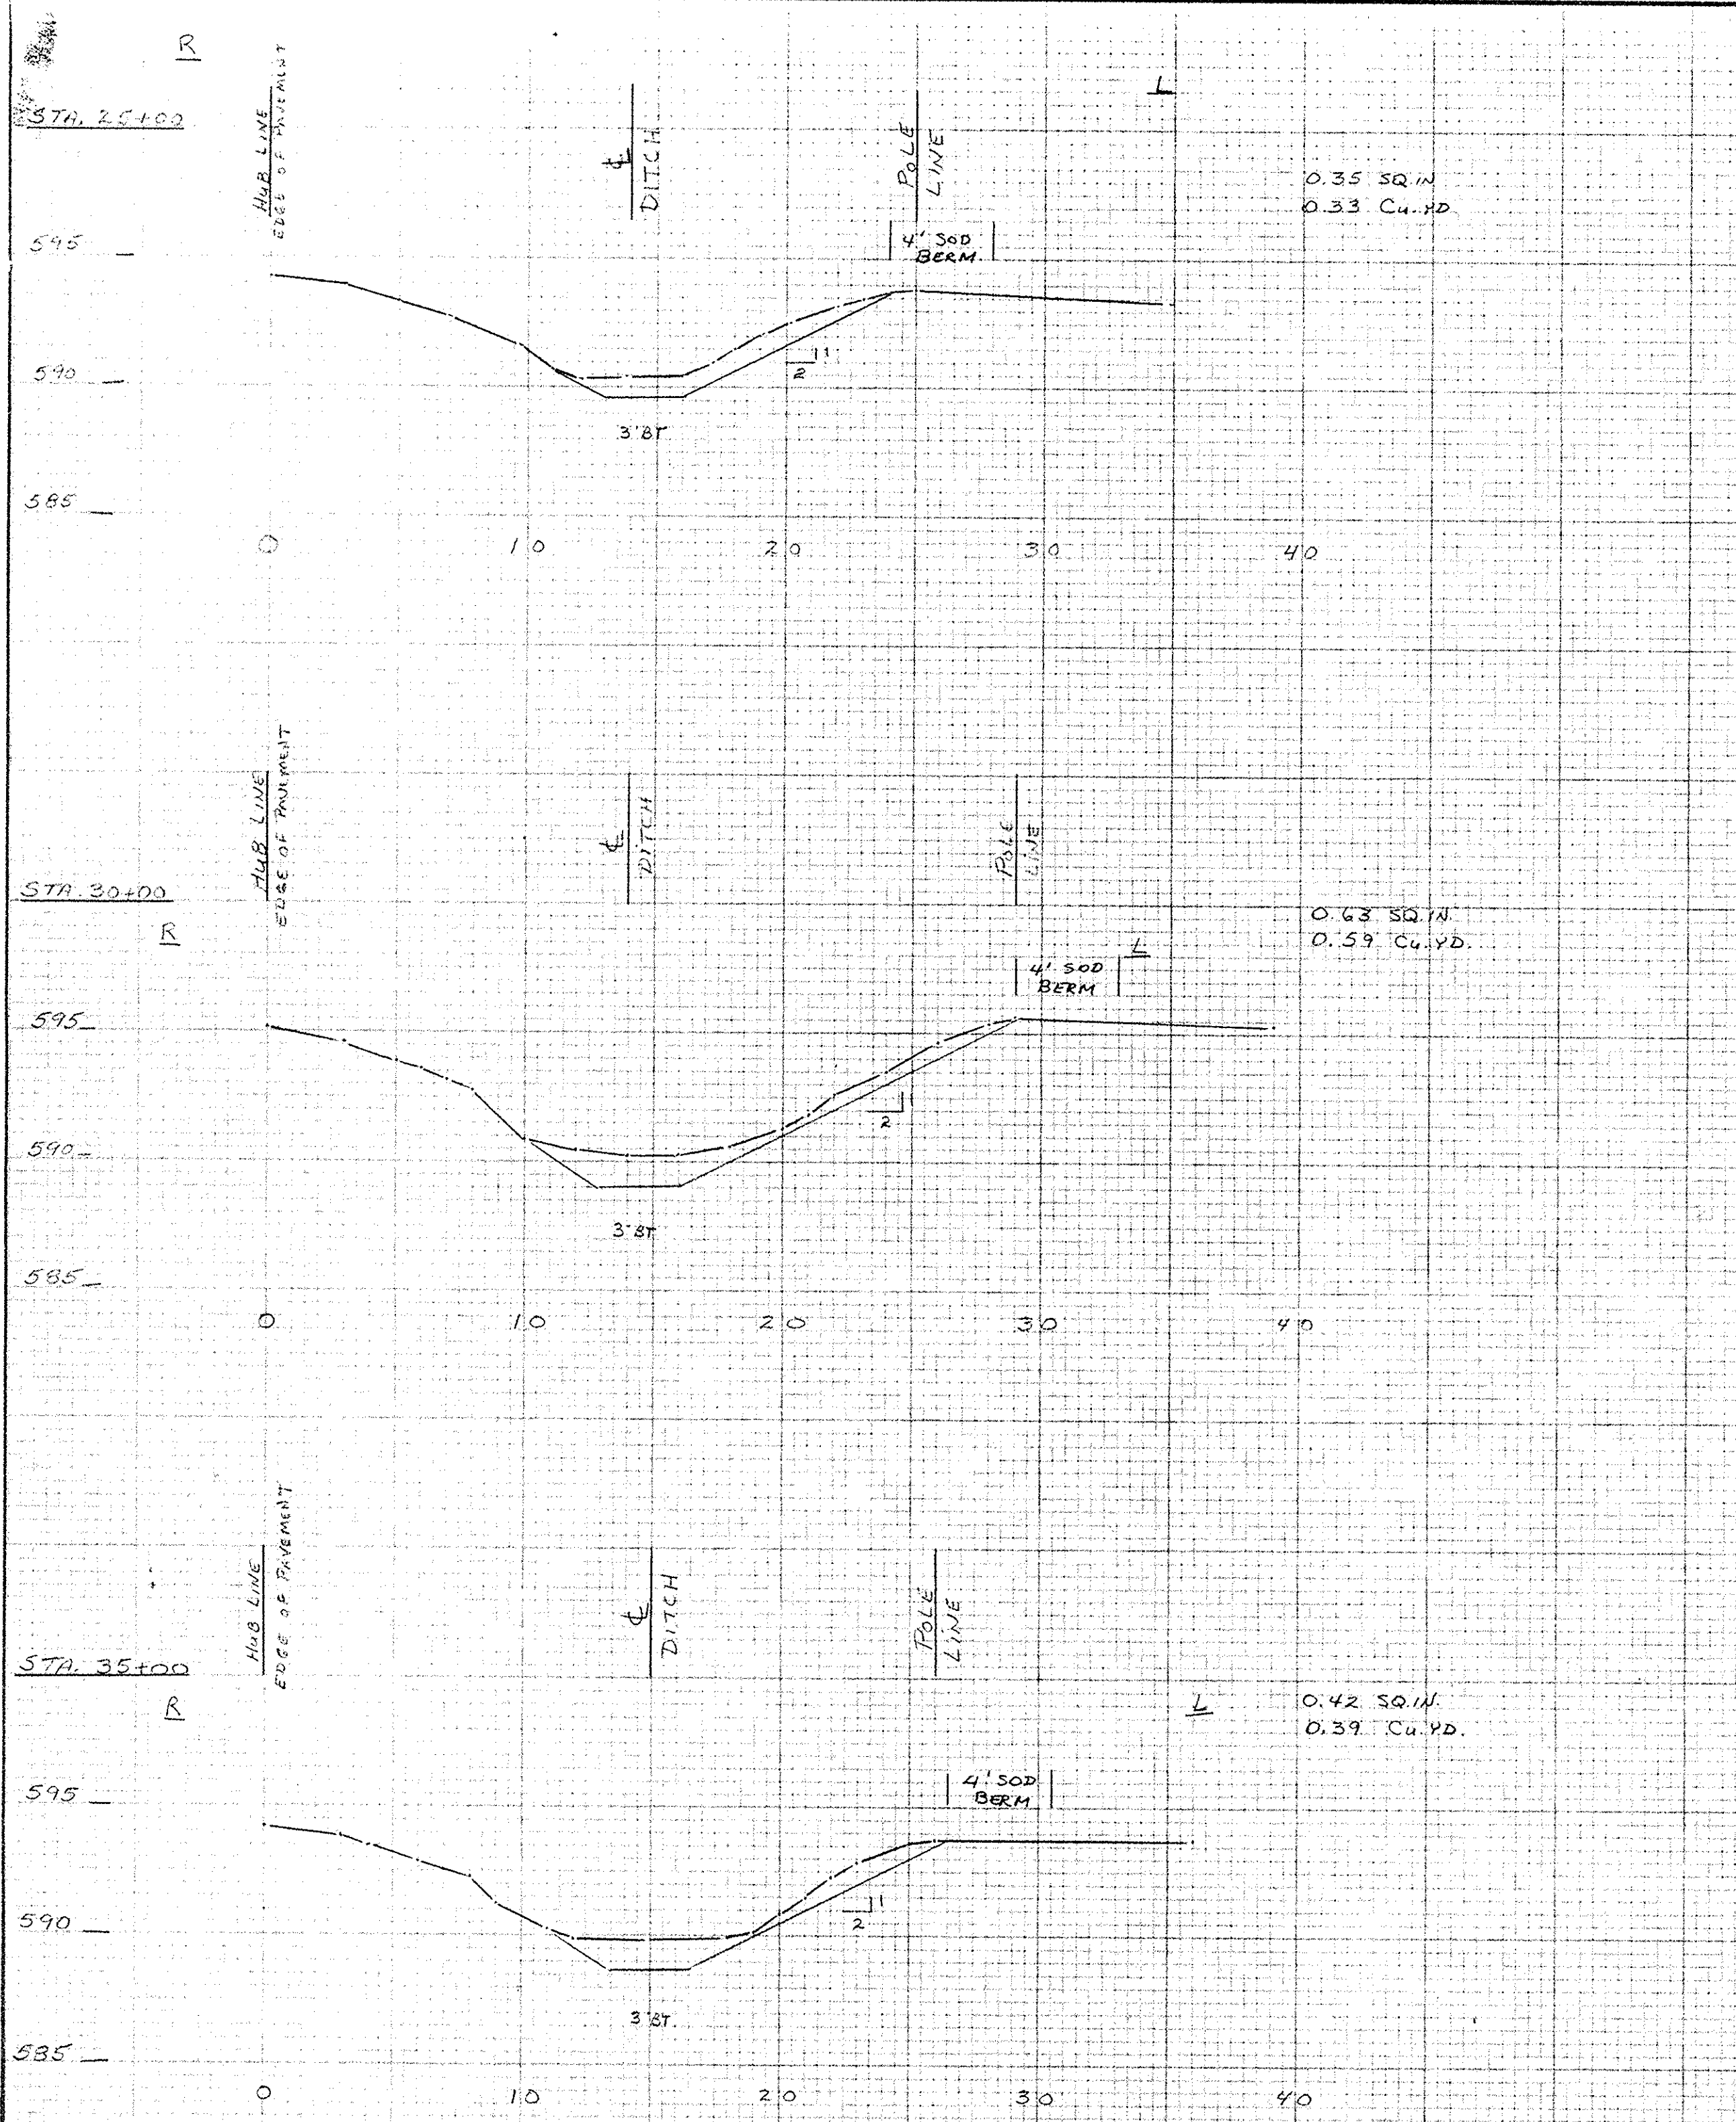 R
STA. 25+00
HUB LINE
EDGE OF PAVEMENT
℄
DITCH
POLE
LINE
L
0.35 SQ.IN
0.33 Cu.YD
4' SOD
BERM
595
590
585
1
2
3' BT
0
10
20
30
40
HUB LINE
EDGE OF PAVEMENT
℄
DITCH
POLE
LINE
STA. 30+00
R
0.63 SQ.IN.
0.59 Cu.YD.
L
4' SOD
BERM
595
590
585
1
2
3' BT
0
10
20
30
40
HUB LINE
EDGE OF PAVEMENT
℄
DITCH
POLE
LINE
STA. 35+00
R
L
0.42 SQ.IN.
0.39 Cu.YD.
4' SOD
BERM
595
590
585
1
2
3' BT.
0
10
20
30
40